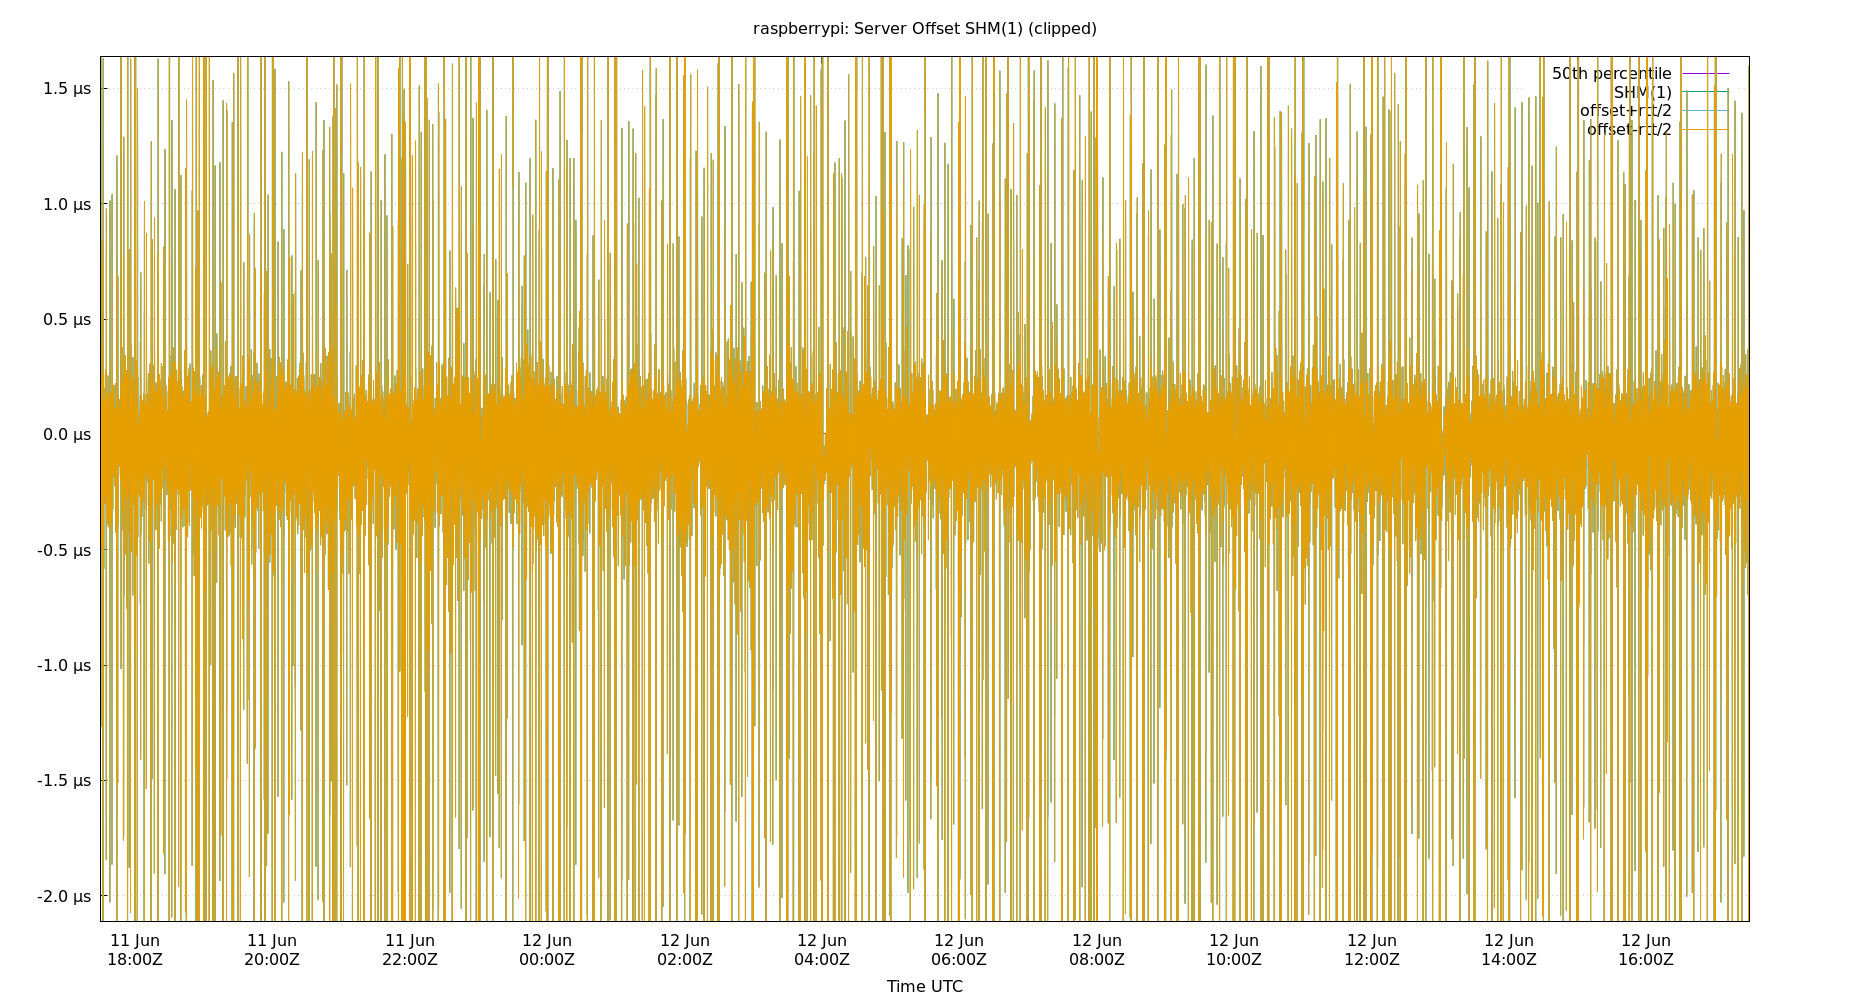 raspberrypi: Server Offset SHM(1) (clipped)
50th percentile
SHM(1)
offset+rtt/2
offset-rtt/2
1.5 µs
1.0 µs
0.5 µs
0.0 µs
-0.5 µs
-1.0 µs
-1.5 µs
-2.0 µs
11 Jun 11 Jun 11 Jun 12 Jun 12 Jun 12 Jun 12 Jun 12 Jun 12 Jun 12 Jun 12 Jun 12 Jun
18:00Z 20:00Z 22:00Z 00:00Z 02:00Z 04:00Z 06:00Z 08:00Z 10:00Z 12:00Z 14:00Z 16:00Z
Time UTC